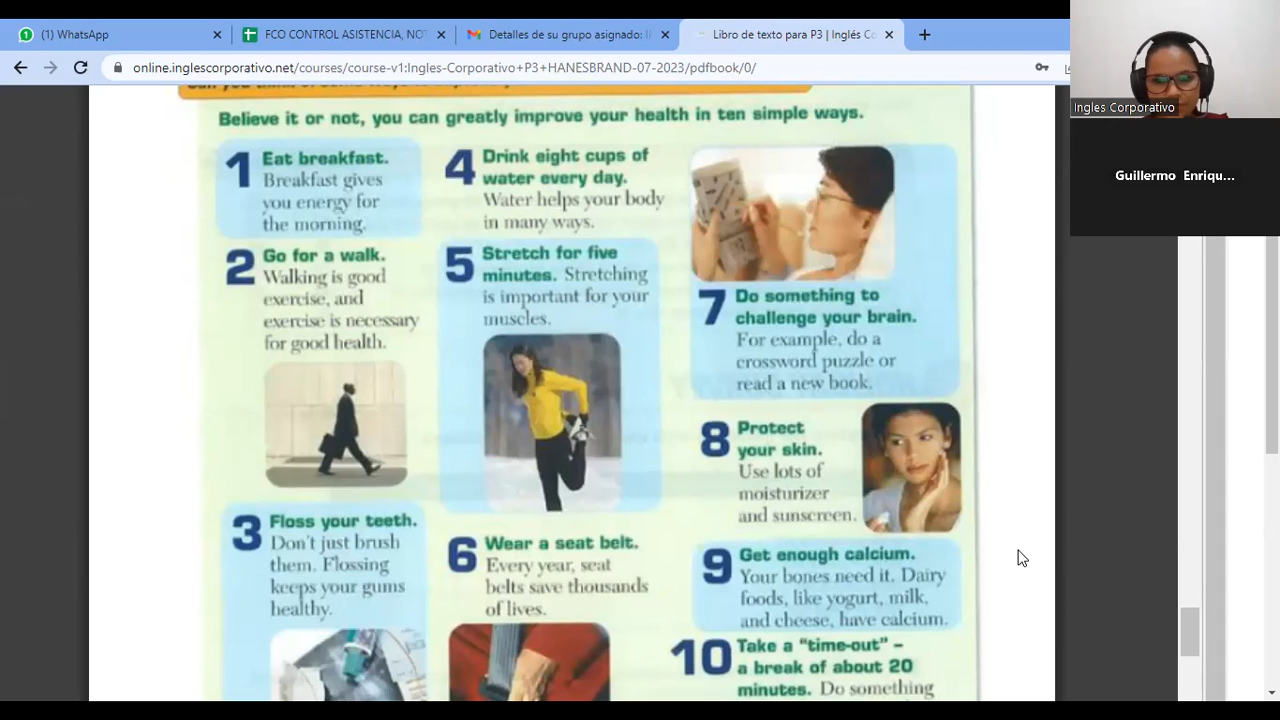 (1) WhatsApp
FCO CONTROL ASISTENCIA, NOT
Detalles de su grupo asignado:
Libro de texto para P3 | Inglés Co
online.inglescorporativo.net/courses/course-v1:Ingles-Corporativo+P3+HANESBRAND-07-2023/pdfbook/0/
Ingles Corporativo
Guillermo Enriqu...
Believe it or not, you can greatly improve your health in ten simple ways.
1 Eat breakfast.
Breakfast gives
you energy for
the morning.
2 Go for a walk.
Walking is good
exercise, and
exercise is necessary
for good health.
3 Floss your teeth.
Don't just brush
them. Flossing
keeps your gums
healthy.
4 Drink eight cups of
water every day.
Water helps your body
in many ways.
5 Stretch for five
minutes. Stretching
is important for your
muscles.
6 Wear a seat belt.
Every year, seat
belts save thousands
of lives.
7 Do something to
challenge your brain.
For example, do a
crossword puzzle or
read a new book.
8 Protect
your skin.
Use lots of
moisturizer
and sunscreen.
9 Get enough calcium.
Your bones need it. Dairy
foods, like yogurt, milk,
and cheese, have calcium.
10 Take a “time-out” –
a break of about 20
minutes. Do something